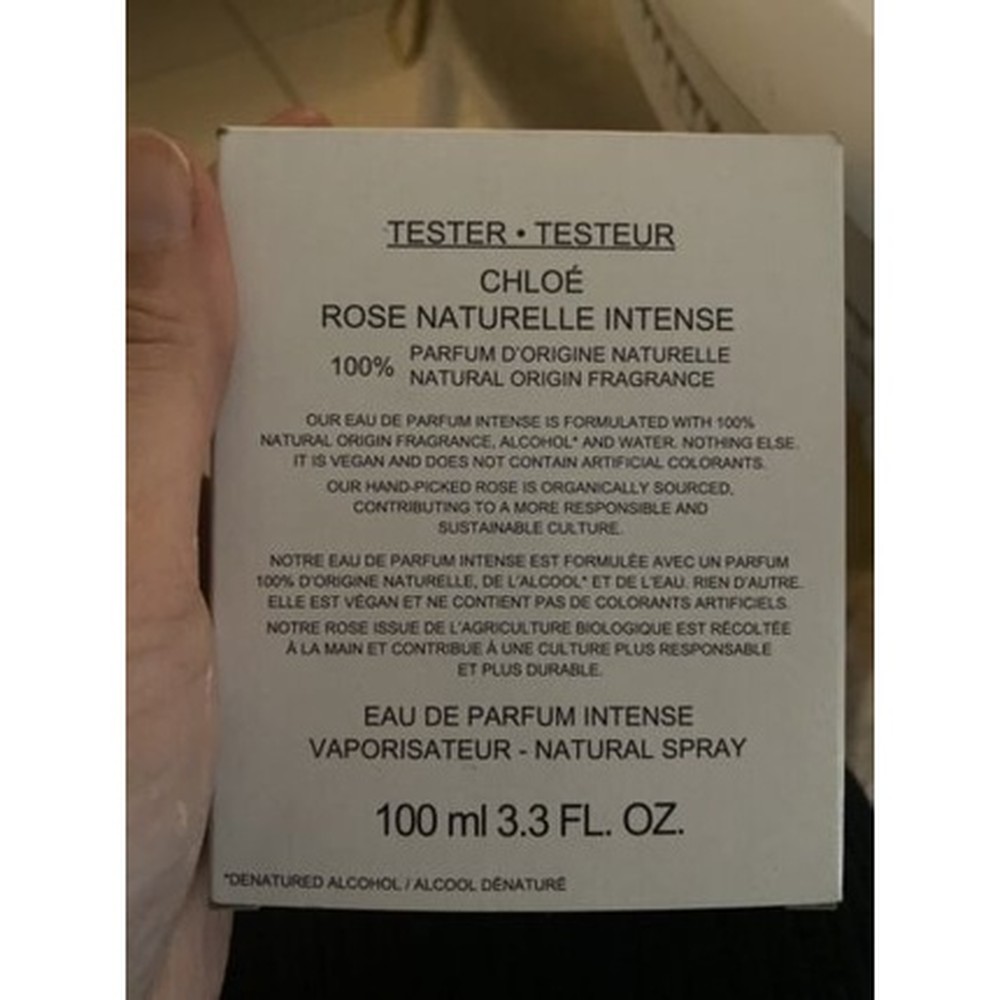 TESTER • TESTEUR
CHLOÉ
ROSE NATURELLE INTENSE
100% PARFUM D'ORIGINE NATURELLE
NATURAL ORIGIN FRAGRANCE
OUR EAU DE PARFUM INTENSE IS FORMULATED WITH 100%
NATURAL ORIGIN FRAGRANCE, ALCOHOL* AND WATER. NOTHING ELSE.
IT IS VEGAN AND DOES NOT CONTAIN ARTIFICIAL COLORANTS.
OUR HAND-PICKED ROSE IS ORGANICALLY SOURCED,
CONTRIBUTING TO A MORE RESPONSIBLE AND
SUSTAINABLE CULTURE.
NOTRE EAU DE PARFUM INTENSE EST FORMULÉE AVEC UN PARFUM
100% D'ORIGINE NATURELLE, DE L'ALCOOL* ET DE L'EAU. RIEN D'AUTRE.
ELLE EST VÉGAN ET NE CONTIENT PAS DE COLORANTS ARTIFICIELS.
NOTRE ROSE ISSUE DE L'AGRICULTURE BIOLOGIQUE EST RÉCOLTÉE
À LA MAIN ET CONTRIBUE À UNE CULTURE PLUS RESPONSABLE
ET PLUS DURABLE.
EAU DE PARFUM INTENSE
VAPORISATEUR - NATURAL SPRAY
100 ml 3.3 FL. OZ.
*DENATURED ALCOHOL / ALCOOL DÉNATURÉ